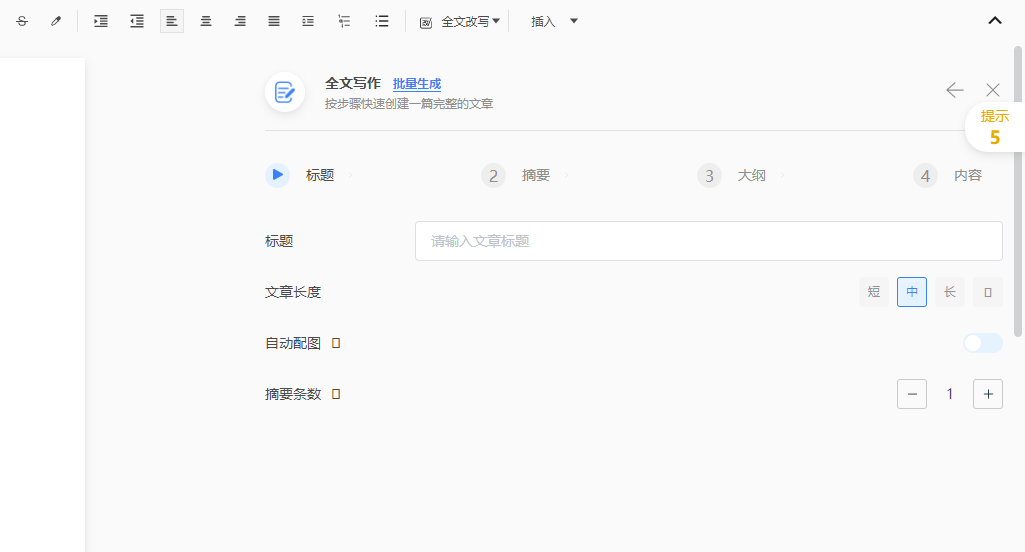 全文改写 插入
全文写作 批量生成
按步骤快速创建一篇完整的文章
提示
5
标题 2 摘要 3 大纲 4 内容
标题 请输入文章标题
文章长度 短 中 长
自动配图
摘要条数 1